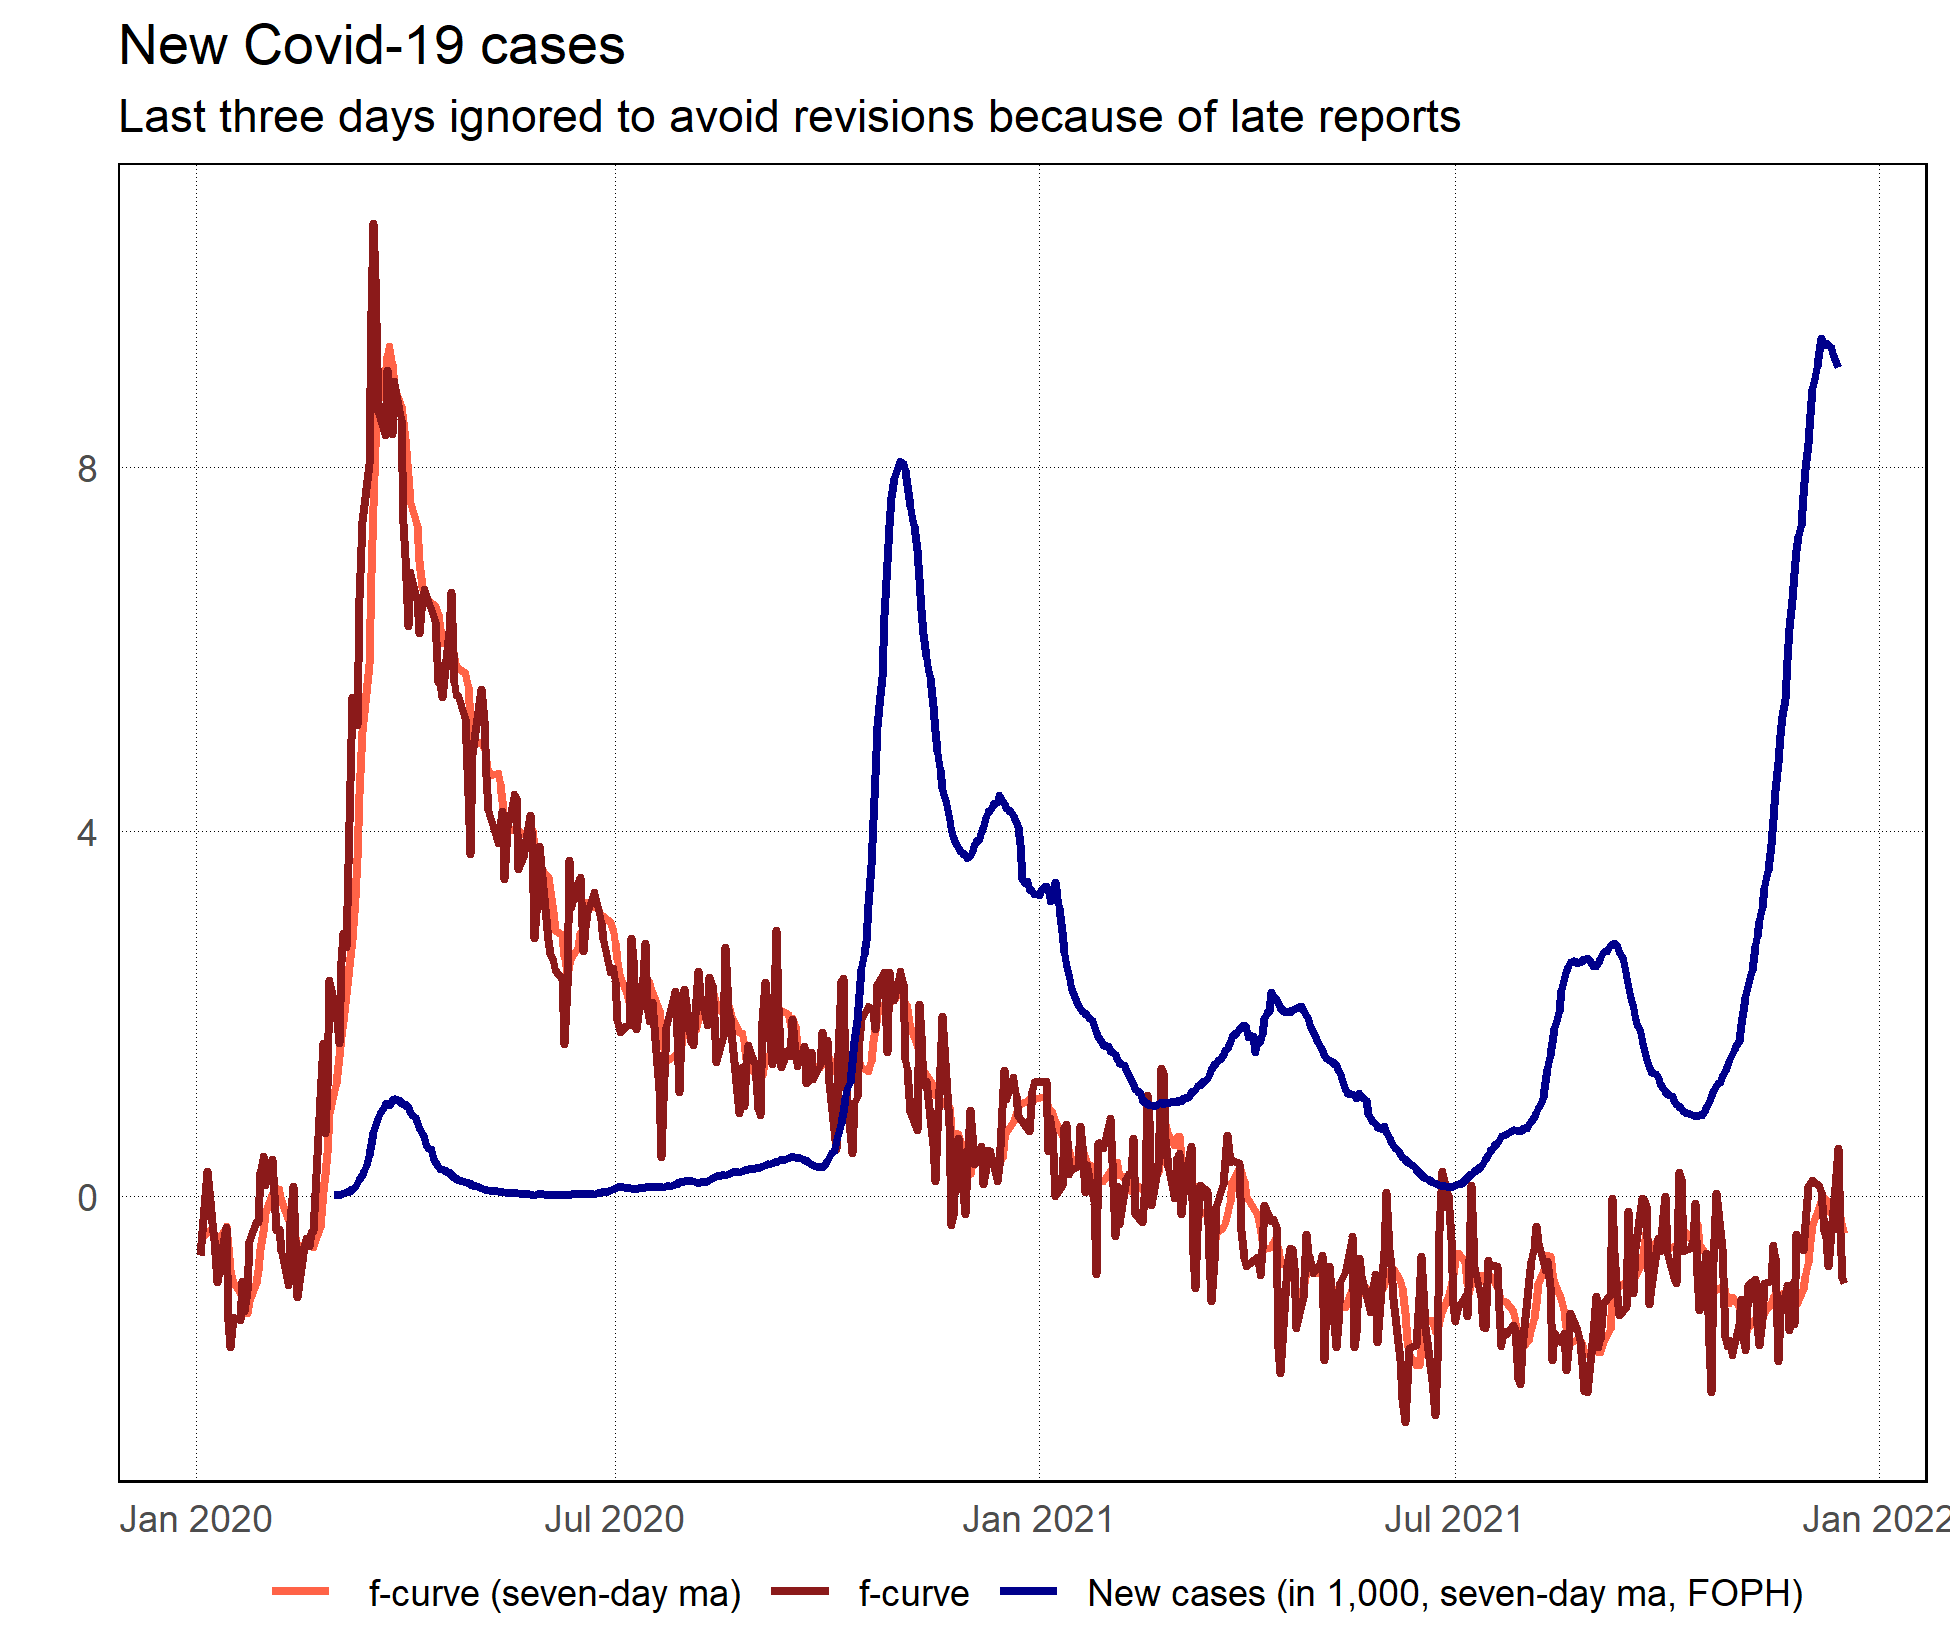 New Covid-19 cases
Last three days ignored to avoid revisions because of late reports
8
4
0
Jan 2020 Jul 2020 Jan 2021 Jul 2021 Jan 2022
f-curve (seven-day ma) f-curve New cases (in 1,000, seven-day ma, FOPH)